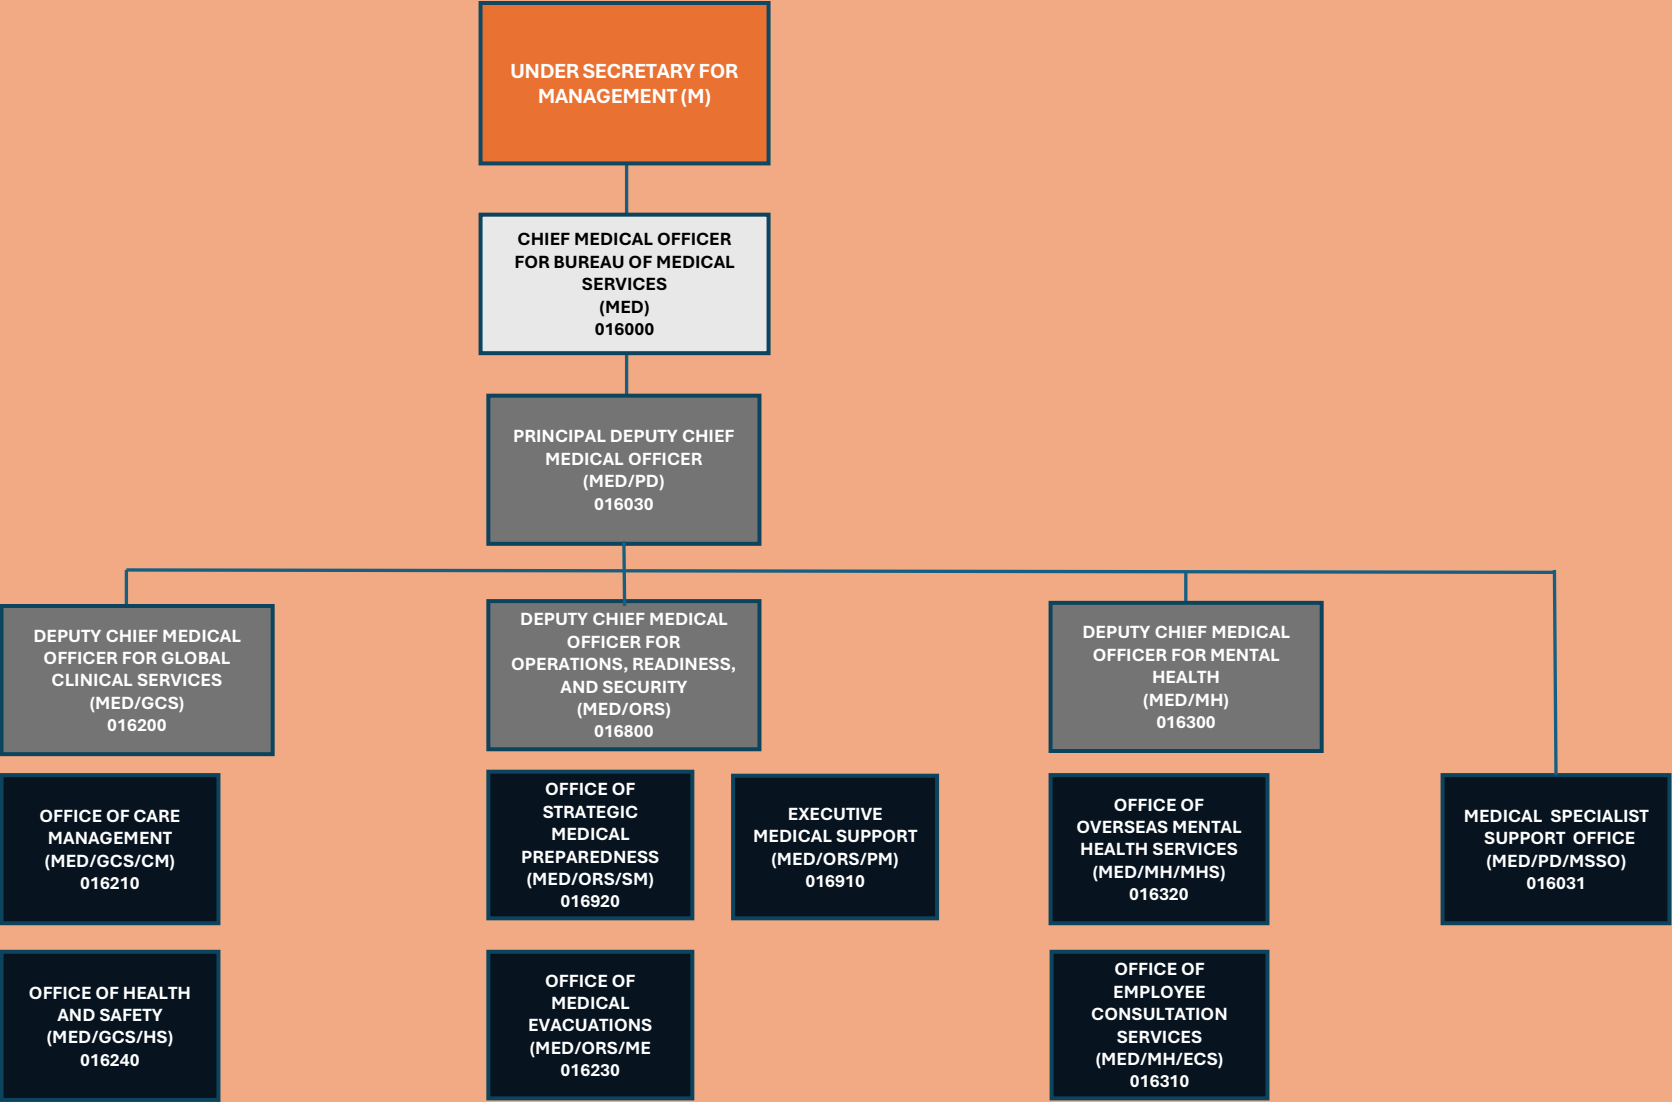 UNDER SECRETARY FOR
MANAGEMENT (M)
CHIEF MEDICAL OFFICER
FOR BUREAU OF MEDICAL
SERVICES
(MED)
016000
PRINCIPAL DEPUTY CHIEF
MEDICAL OFFICER
(MED/PD)
016030
DEPUTY CHIEF MEDICAL
OFFICER FOR GLOBAL
CLINICAL SERVICES
(MED/GCS)
016200
DEPUTY CHIEF MEDICAL
OFFICER FOR
OPERATIONS, READINESS,
AND SECURITY
(MED/ORS)
016800
DEPUTY CHIEF MEDICAL
OFFICER FOR MENTAL
HEALTH
(MED/MH)
016300
OFFICE OF CARE
MANAGEMENT
(MED/GCS/CM)
016210
OFFICE OF
STRATEGIC
MEDICAL
PREPAREDNESS
(MED/ORS/SM)
016920
EXECUTIVE
MEDICAL SUPPORT
(MED/ORS/PM)
016910
OFFICE OF
OVERSEAS MENTAL
HEALTH SERVICES
(MED/MH/MHS)
016320
MEDICAL SPECIALIST
SUPPORT OFFICE
(MED/PD/MSSO)
016031
OFFICE OF HEALTH
AND SAFETY
(MED/GCS/HS)
016240
OFFICE OF
MEDICAL
EVACUATIONS
(MED/ORS/ME
016230
OFFICE OF
EMPLOYEE
CONSULTATION
SERVICES
(MED/MH/ECS)
016310